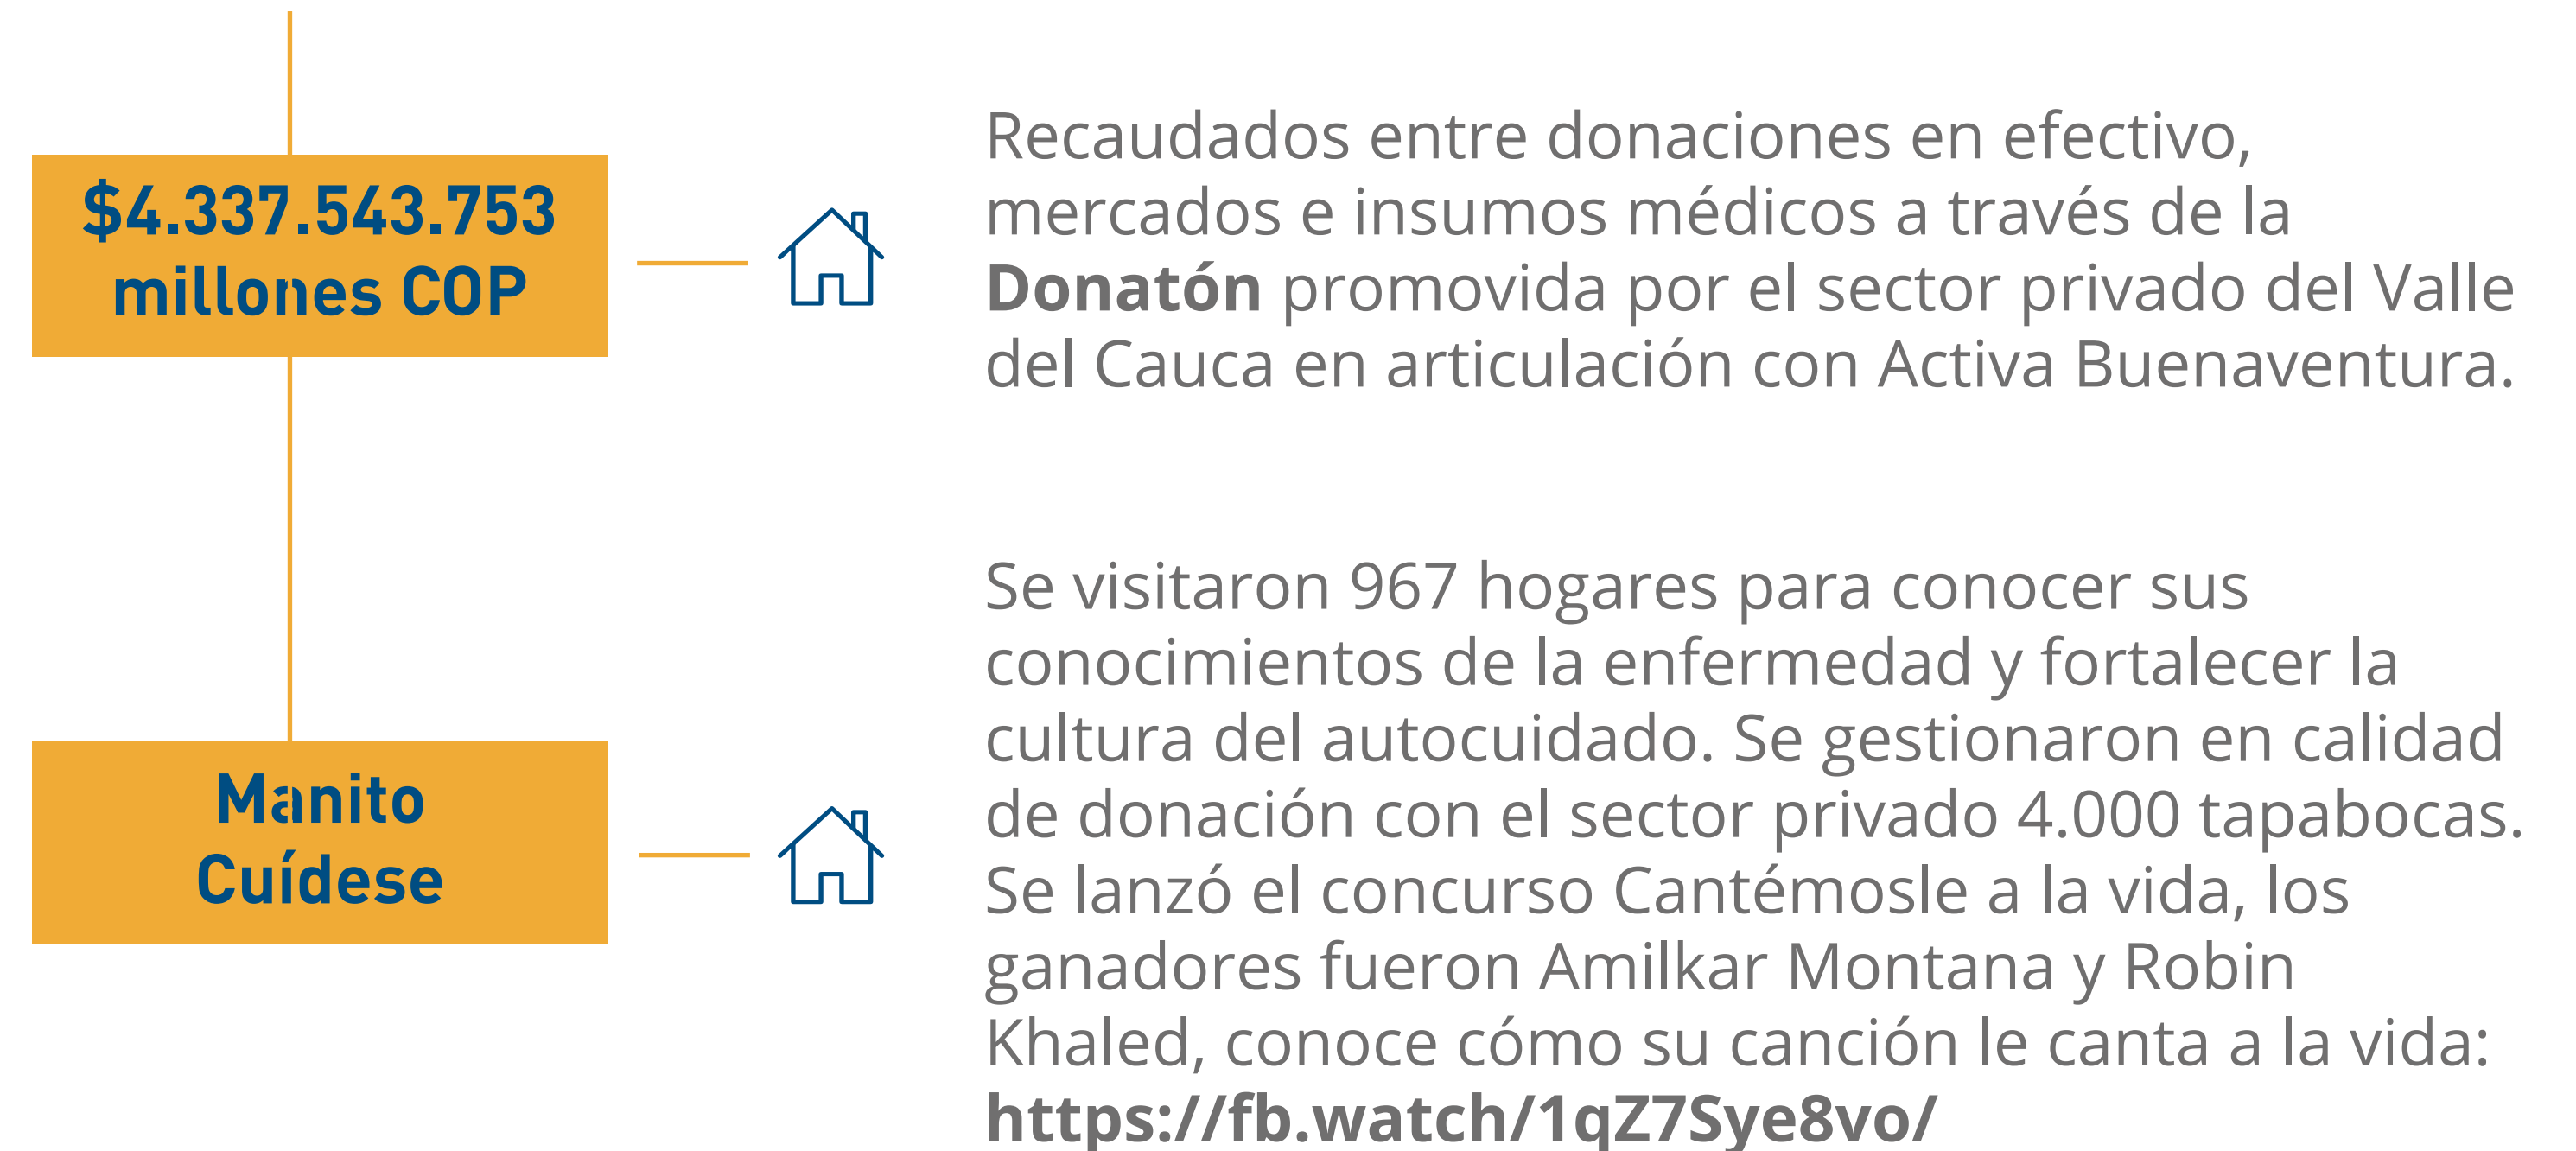 $4.337.543.753
millones COP
Recaudados entre donaciones en efectivo,
mercados e insumos médicos a través de la
Donatón promovida por el sector privado del Valle
del Cauca en articulación con Activa Buenaventura.
Manito
Cuídese
Se visitaron 967 hogares para conocer sus
conocimientos de la enfermedad y fortalecer la
cultura del autocuidado. Se gestionaron en calidad
de donación con el sector privado 4.000 tapabocas.
Se lanzó el concurso Cantémosle a la vida, los
ganadores fueron Amilkar Montana y Robin
Khaled, conoce cómo su canción le canta a la vida:
https://fb.watch/1qZ7Sye8vo/